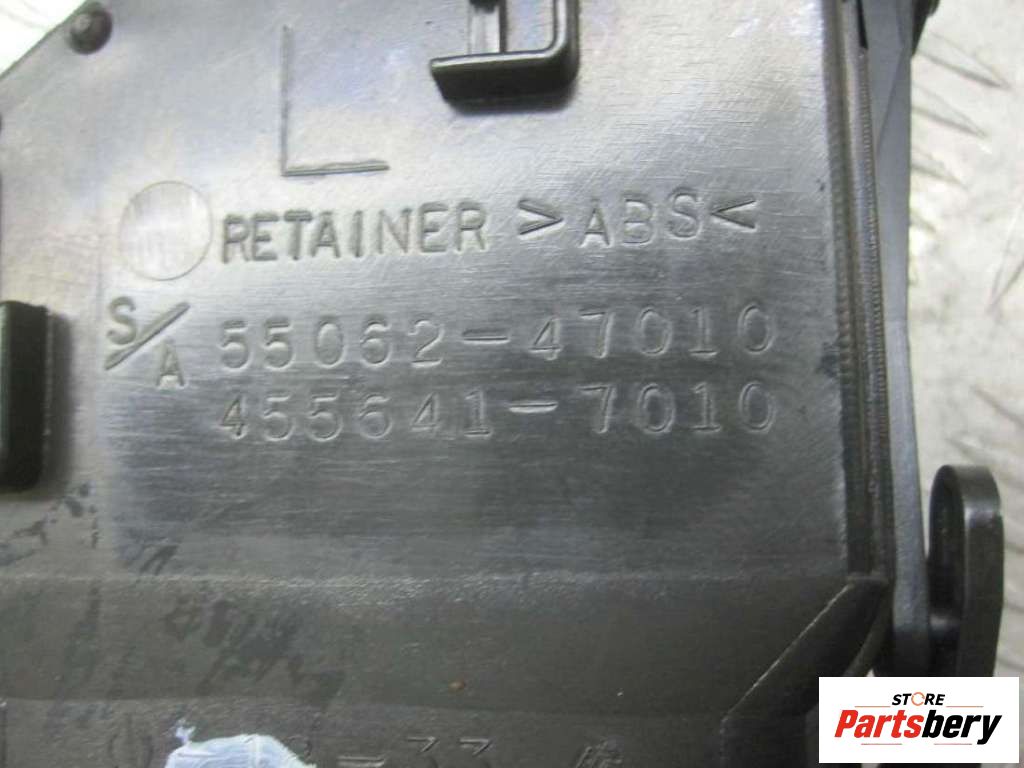 L
RETAINER >ABS<
S/A 55062-47010
455641-7010
STORE
Partsbery